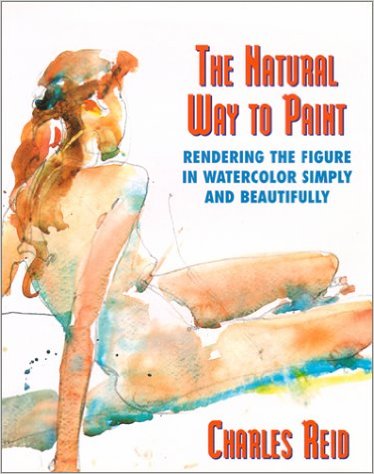 THE NATURAL
WAY TO PAINT
RENDERING THE FIGURE
IN WATERCOLOR SIMPLY
AND BEAUTIFULLY
CHARLES REID